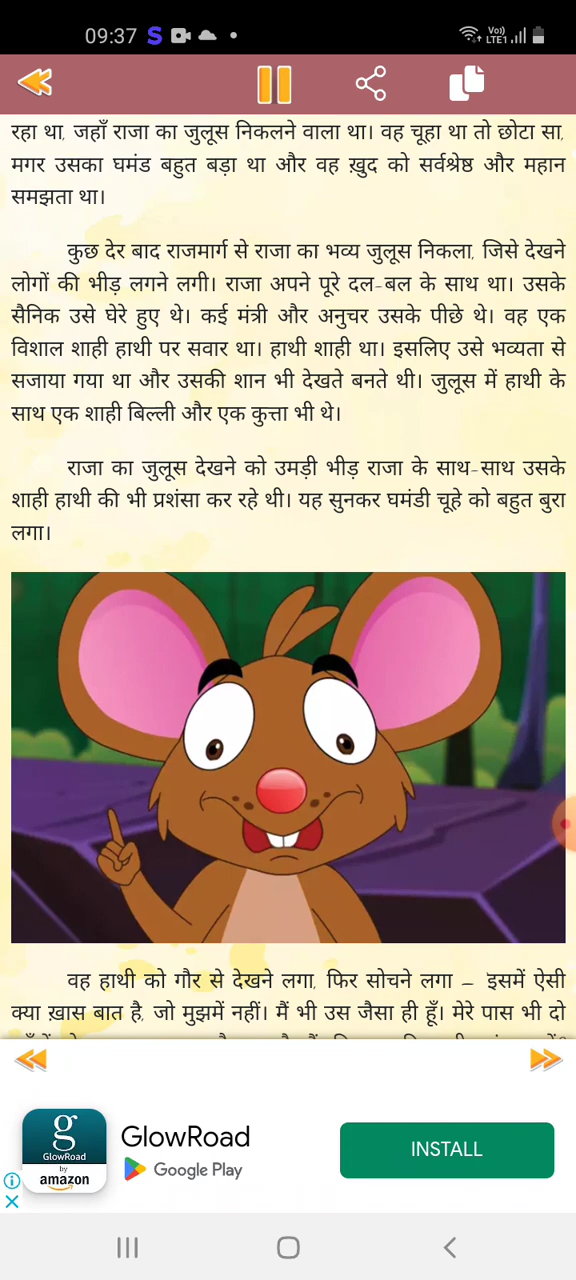 09:37
Vo))
LTE1
रहा था, जहाँ राजा का जुलूस निकलने वाला था। वह चूहा था तो छोटा सा,
मगर उसका घमंड बहुत बड़ा था और वह ख़ुद को सर्वश्रेष्ठ और महान
समझता था।
कुछ देर बाद राजमार्ग से राजा का भव्य जुलूस निकला, जिसे देखने
लोगों की भीड़ लगने लगी। राजा अपने पूरे दल-बल के साथ था। उसके
सैनिक उसे घेरे हुए थे। कई मंत्री और अनुचर उसके पीछे थे। वह एक
विशाल शाही हाथी पर सवार था। हाथी शाही था। इसलिए उसे भव्यता से
सजाया गया था और उसकी शान भी देखते बनते थी। जुलूस में हाथी के
साथ एक शाही बिल्ली और एक कुत्ता भी थे।
राजा का जुलूस देखने को उमड़ी भीड़ राजा के साथ-साथ उसके
शाही हाथी की भी प्रशंसा कर रहे थी। यह सुनकर घमंडी चूहे को बहुत बुरा
लगा।
वह हाथी को गौर से देखने लगा, फिर सोचने लगा – इसमें ऐसी
क्या ख़ास बात है, जो मुझमें नहीं। मैं भी उस जैसा ही हूँ। मेरे पास भी दो
g
GlowRoad
by
amazon
GlowRoad
Google Play
INSTALL